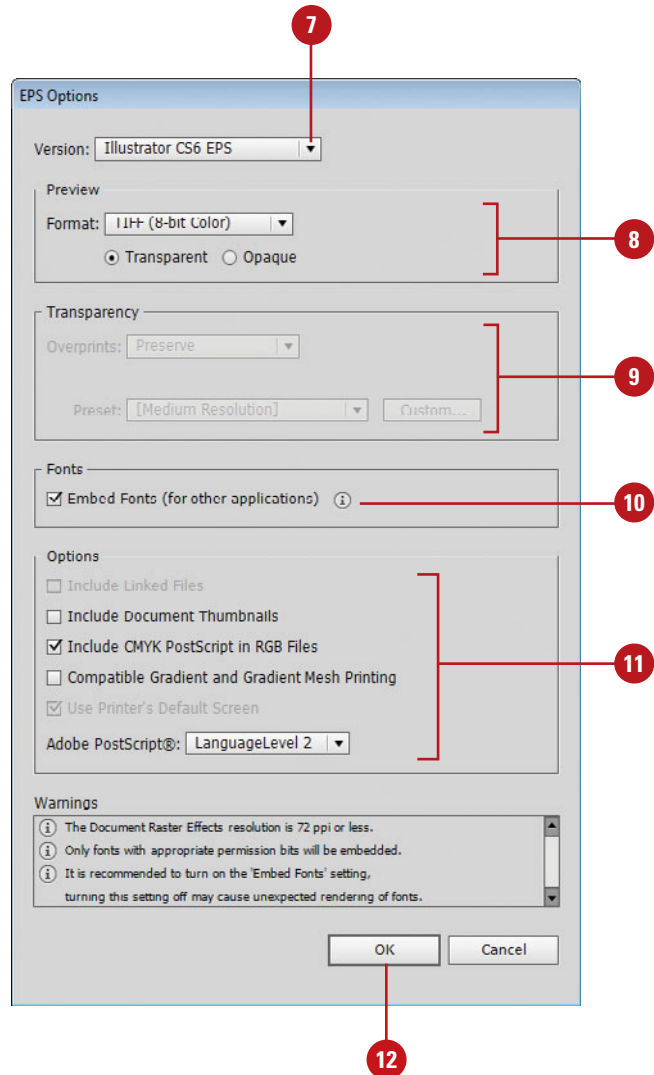 7
EPS Options
Version: Illustrator CS6 EPS
Preview
Format: TIFF (8-bit Color)
Transparent Opaque
8
Transparency
Overprints: Preserve
9
Preset: [Medium Resolution] Custom...
Fonts
Embed Fonts (for other applications)
10
Options
Include Linked Files
Include Document Thumbnails
Include CMYK PostScript in RGB Files
11
Compatible Gradient and Gradient Mesh Printing
Use Printer's Default Screen
Adobe PostScript®: LanguageLevel 2
Warnings
The Document Raster Effects resolution is 72 ppi or less.
Only fonts with appropriate permission bits will be embedded.
It is recommended to turn on the 'Embed Fonts' setting,
turning this setting off may cause unexpected rendering of fonts.
OK Cancel
12